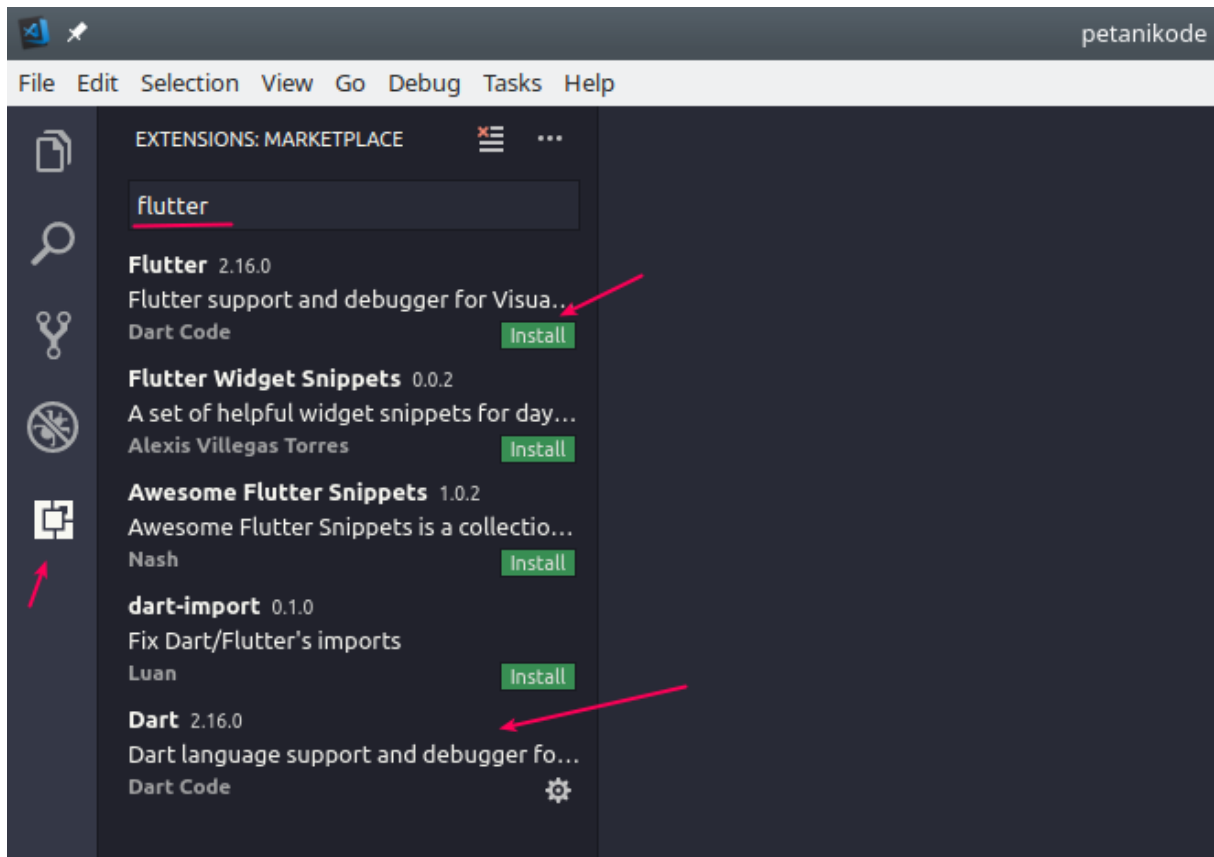 petanikode
File Edit Selection View Go Debug Tasks Help
EXTENSIONS: MARKETPLACE
flutter
Flutter 2.16.0
Flutter support and debugger for Visua...
Dart Code Install
Flutter Widget Snippets 0.0.2
A set of helpful widget snippets for day...
Alexis Villegas Torres Install
Awesome Flutter Snippets 1.0.2
Awesome Flutter Snippets is a collectio...
Nash Install
dart-import 0.1.0
Fix Dart/Flutter's imports
Luan Install
Dart 2.16.0
Dart language support and debugger fo...
Dart Code